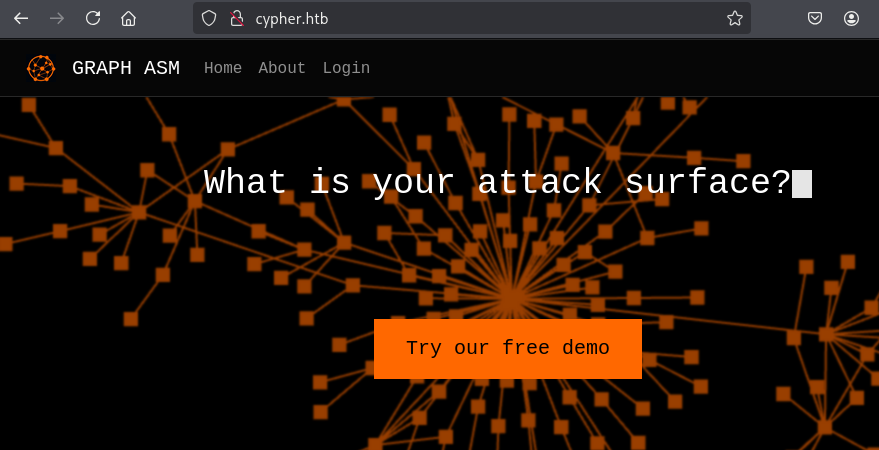 cypher.htb
GRAPH ASM Home About Login
What is your attack surface?
Try our free demo